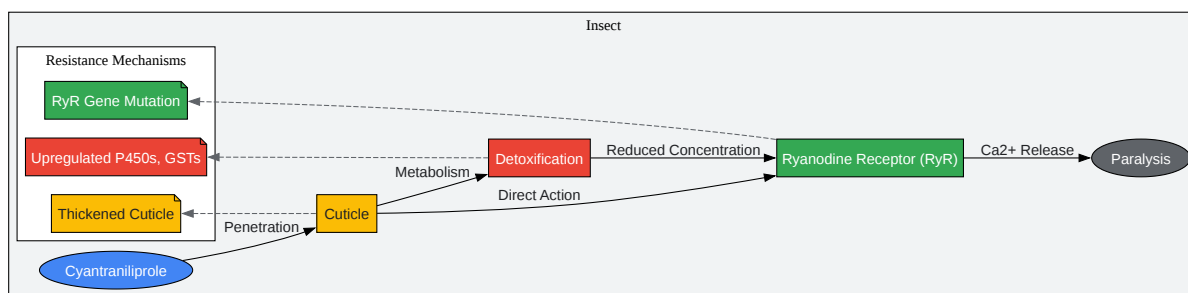 Insect
Resistance Mechanisms
RyR Gene Mutation
Upregulated P450s, GSTs
Thickened Cuticle
Cyantraniliprole
Penetration
Cuticle
Metabolism
Direct Action
Detoxification
Reduced Concentration
Ryanodine Receptor (RyR)
Ca2+ Release
Paralysis